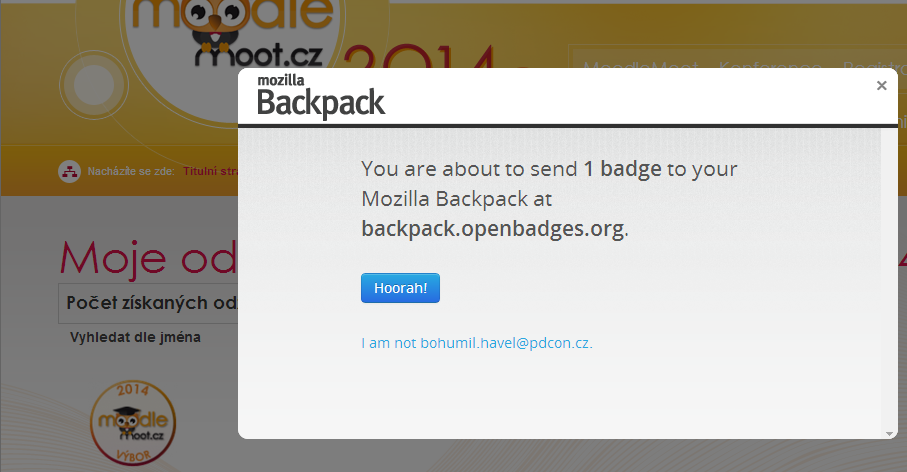 moodle
moot.cz
2014
MoodleMoot Konference Registra
mozilla
Backpack
You are about to send 1 badge to your
Mozilla Backpack at
backpack.openbadges.org.
Nacházíte se zde: Titulní str
Moje od
Hoorah!
Počet získaných od
Vyhledat dle jména
I am not bohumil.havel@pdcon.cz.
2014
moodle
moot.cz
VÝBOR